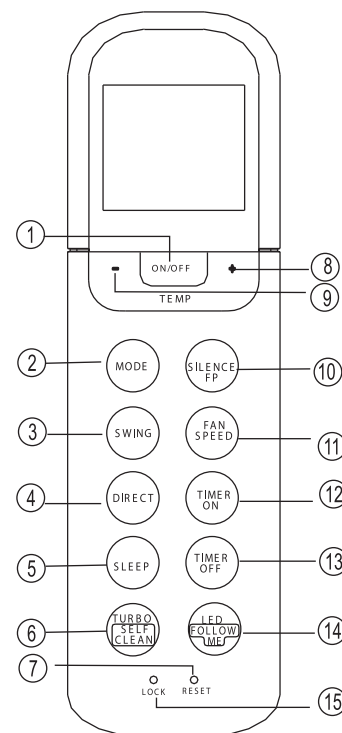 1
ON/OFF
- +
8
TEMP
9
2
MODE
SILENCE
FP
10
3
SWING
FAN
SPEED
11
4
DIRECT
TIMER
ON
12
5
SLEEP
TIMER
OFF
13
6
TURBO
SELF
CLEAN
LED
FOLLOW
ME
14
7
LOCK
RESET
15